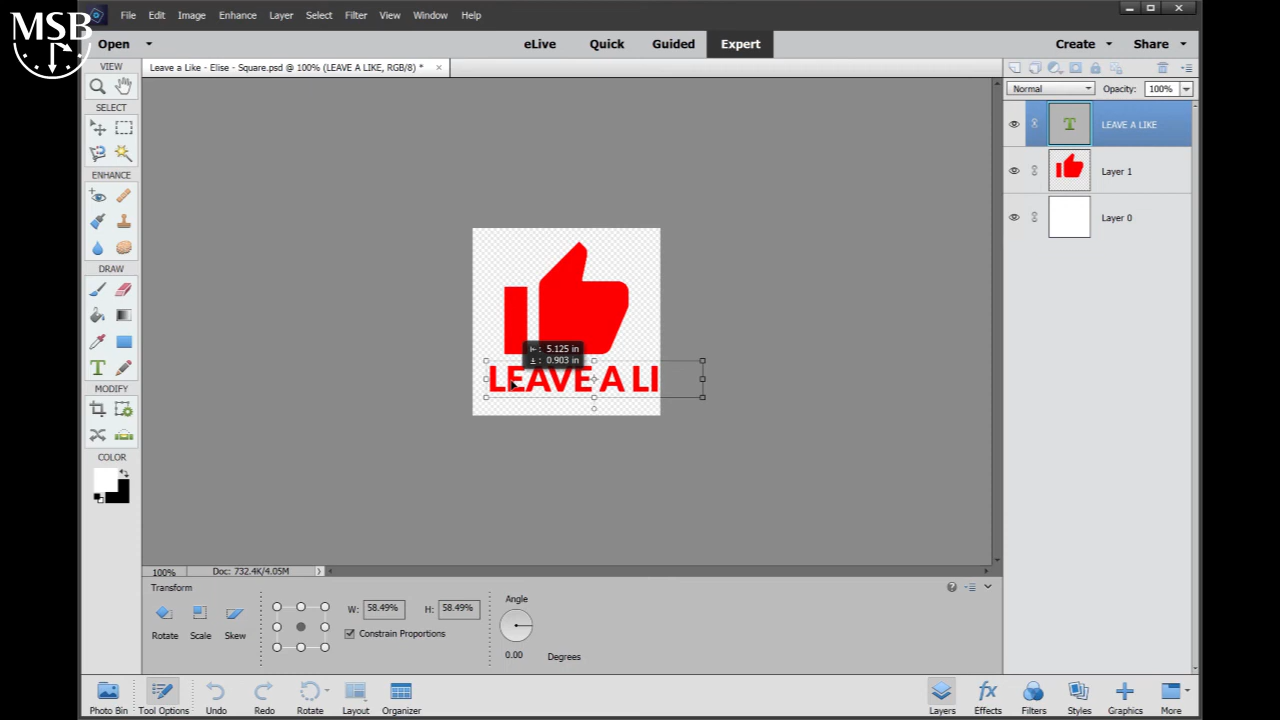 MSB
File Edit Image Enhance Layer Select Filter View Window Help
Open eLive Quick Guided Expert Create Share
VIEW
Leave a Like - Elise - Square.psd @ 100% (LEAVE A LIKE, RGB/8) * ×
Normal Opacity: 100%
SELECT
T LEAVE A LIKE
ENHANCE
Layer 1
Layer 0
DRAW
5.125 in
0.903 in
T
LEAVE A LI
MODIFY
COLOR
100% Doc: 732.4K/4.05M
Transform
Rotate Scale Skew
W: 58.49% H: 58.49%
Constrain Proportions
Angle
0.00 Degrees
Photo Bin Tool Options Undo Redo Rotate Layout Organizer
fx
Layers Effects Filters Styles Graphics More